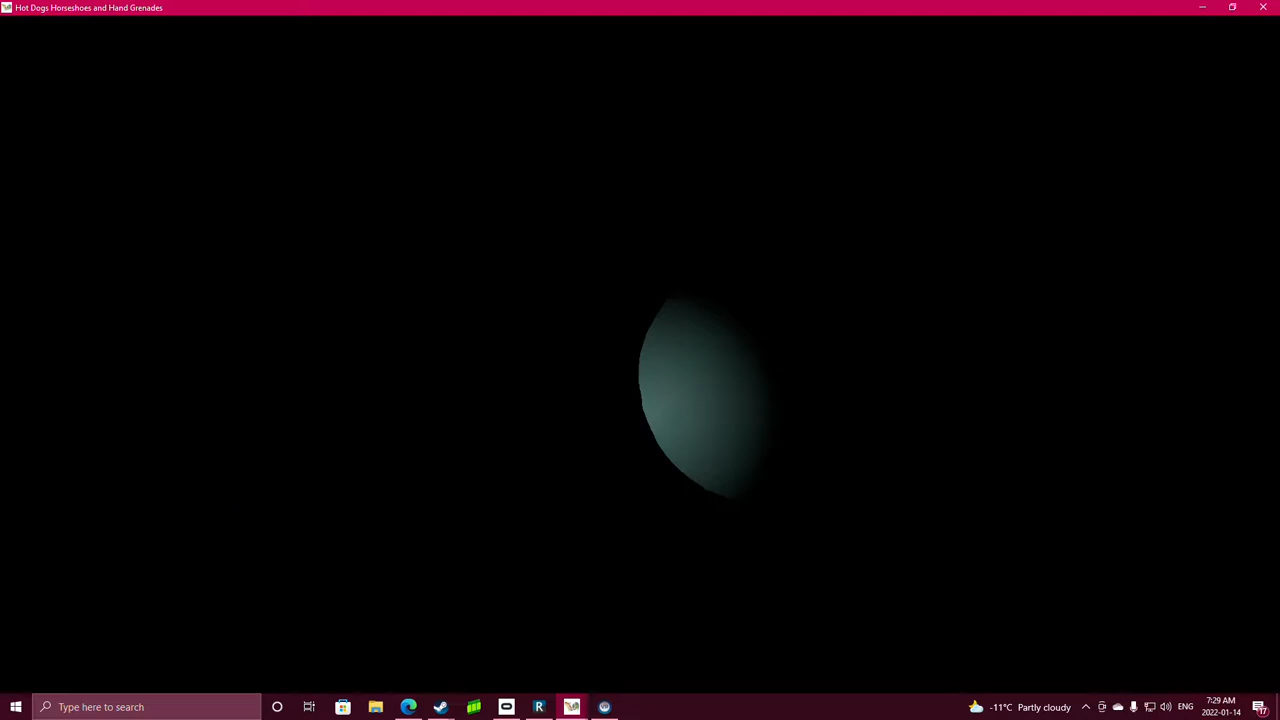 Hot Dogs Horseshoes and Hand Grenades
Type here to search
-11°C Partly cloudy
ENG
7:29 AM
2022-01-14
17